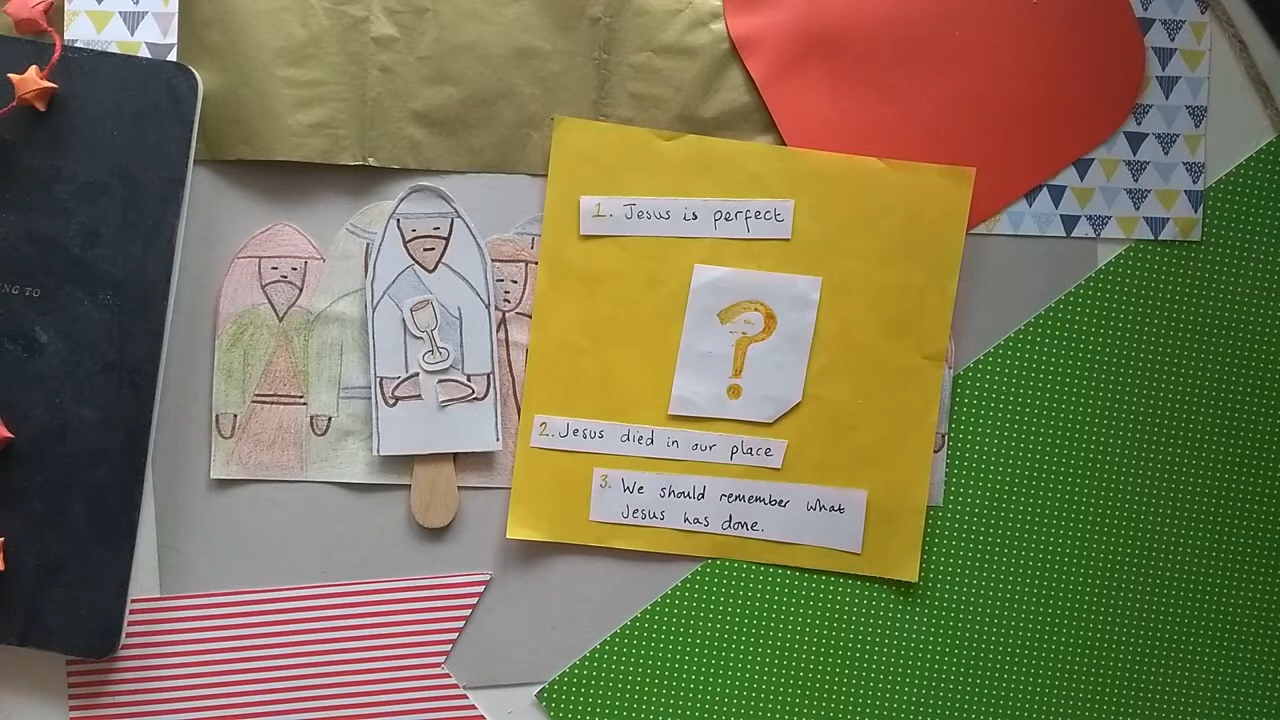 NG TO
1. Jesus is perfect
?
2. Jesus died in our place
3. We should remember what
Jesus has done.